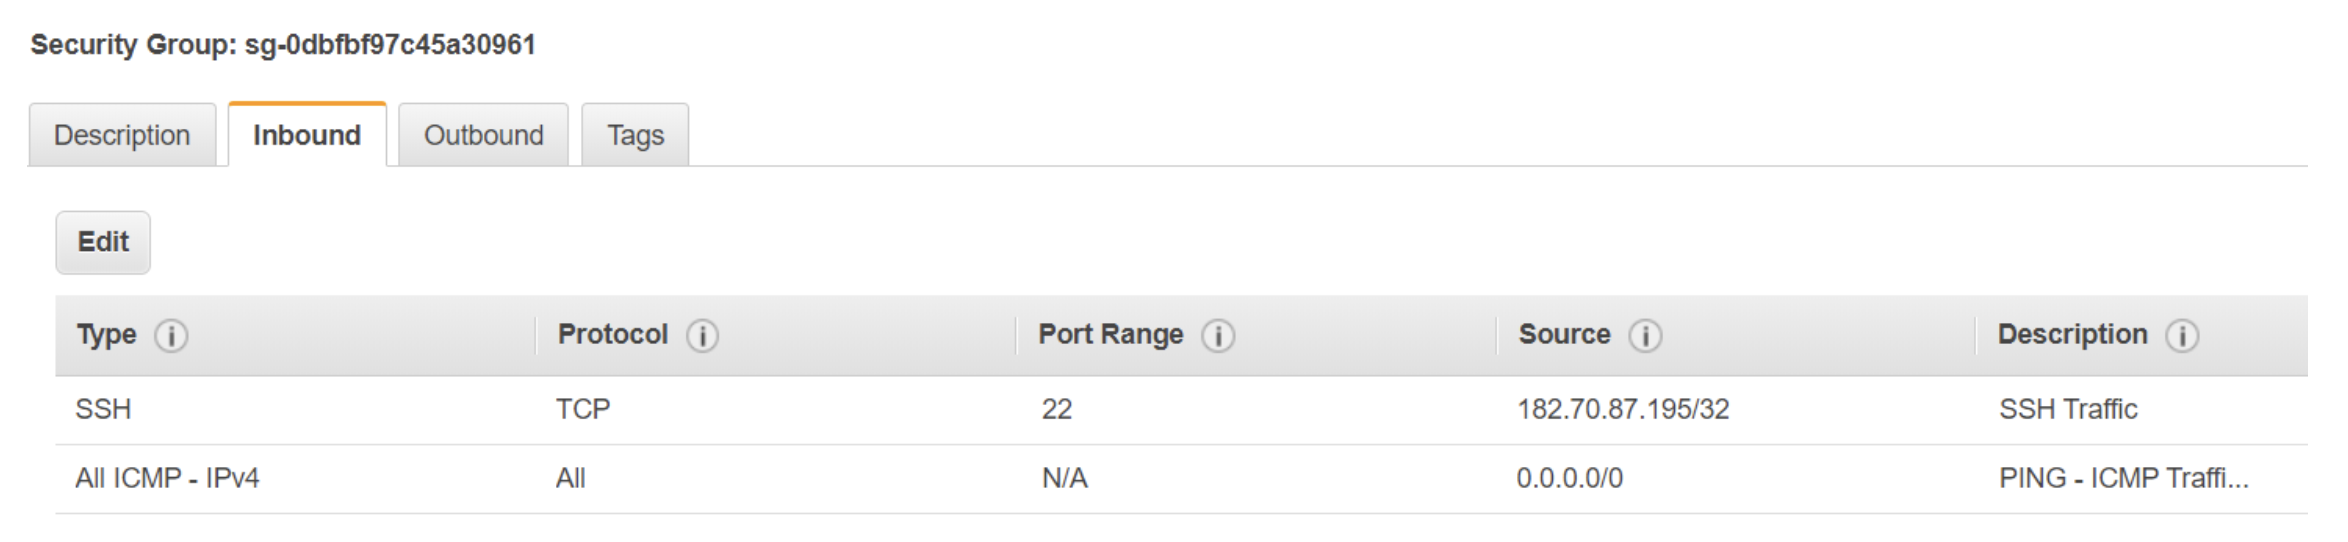 Security Group: sg-0dbfbf97c45a30961
Description Inbound Outbound Tags
Edit
Type Protocol Port Range Source Description
SSH TCP 22 182.70.87.195/32 SSH Traffic
All ICMP - IPv4 All N/A 0.0.0.0/0 PING - ICMP Traffi...